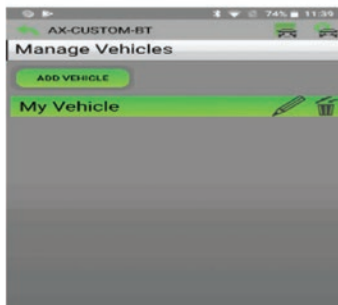 74% 11:39
AX-CUSTOM-BT
Manage Vehicles
ADD VEHICLE
My Vehicle